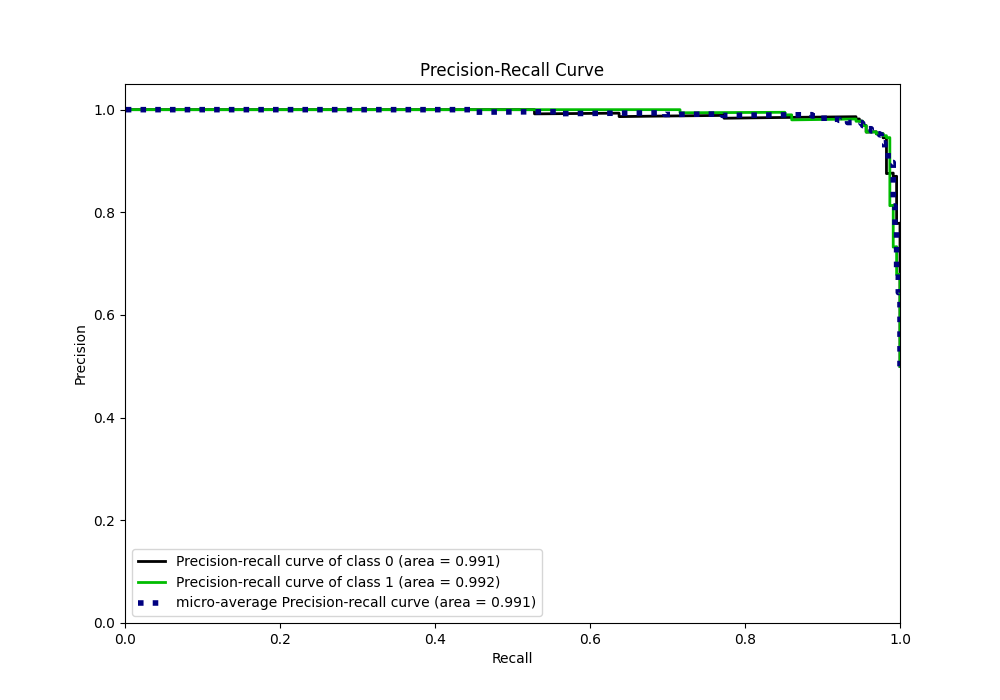 Precision-Recall Curve
1.0
0.8
0.6
0.4
0.2
0.0
Precision
Precision-recall curve of class 0 (area = 0.991)
Precision-recall curve of class 1 (area = 0.992)
micro-average Precision-recall curve (area = 0.991)
0.0 0.2 0.4 0.6 0.8 1.0
Recall